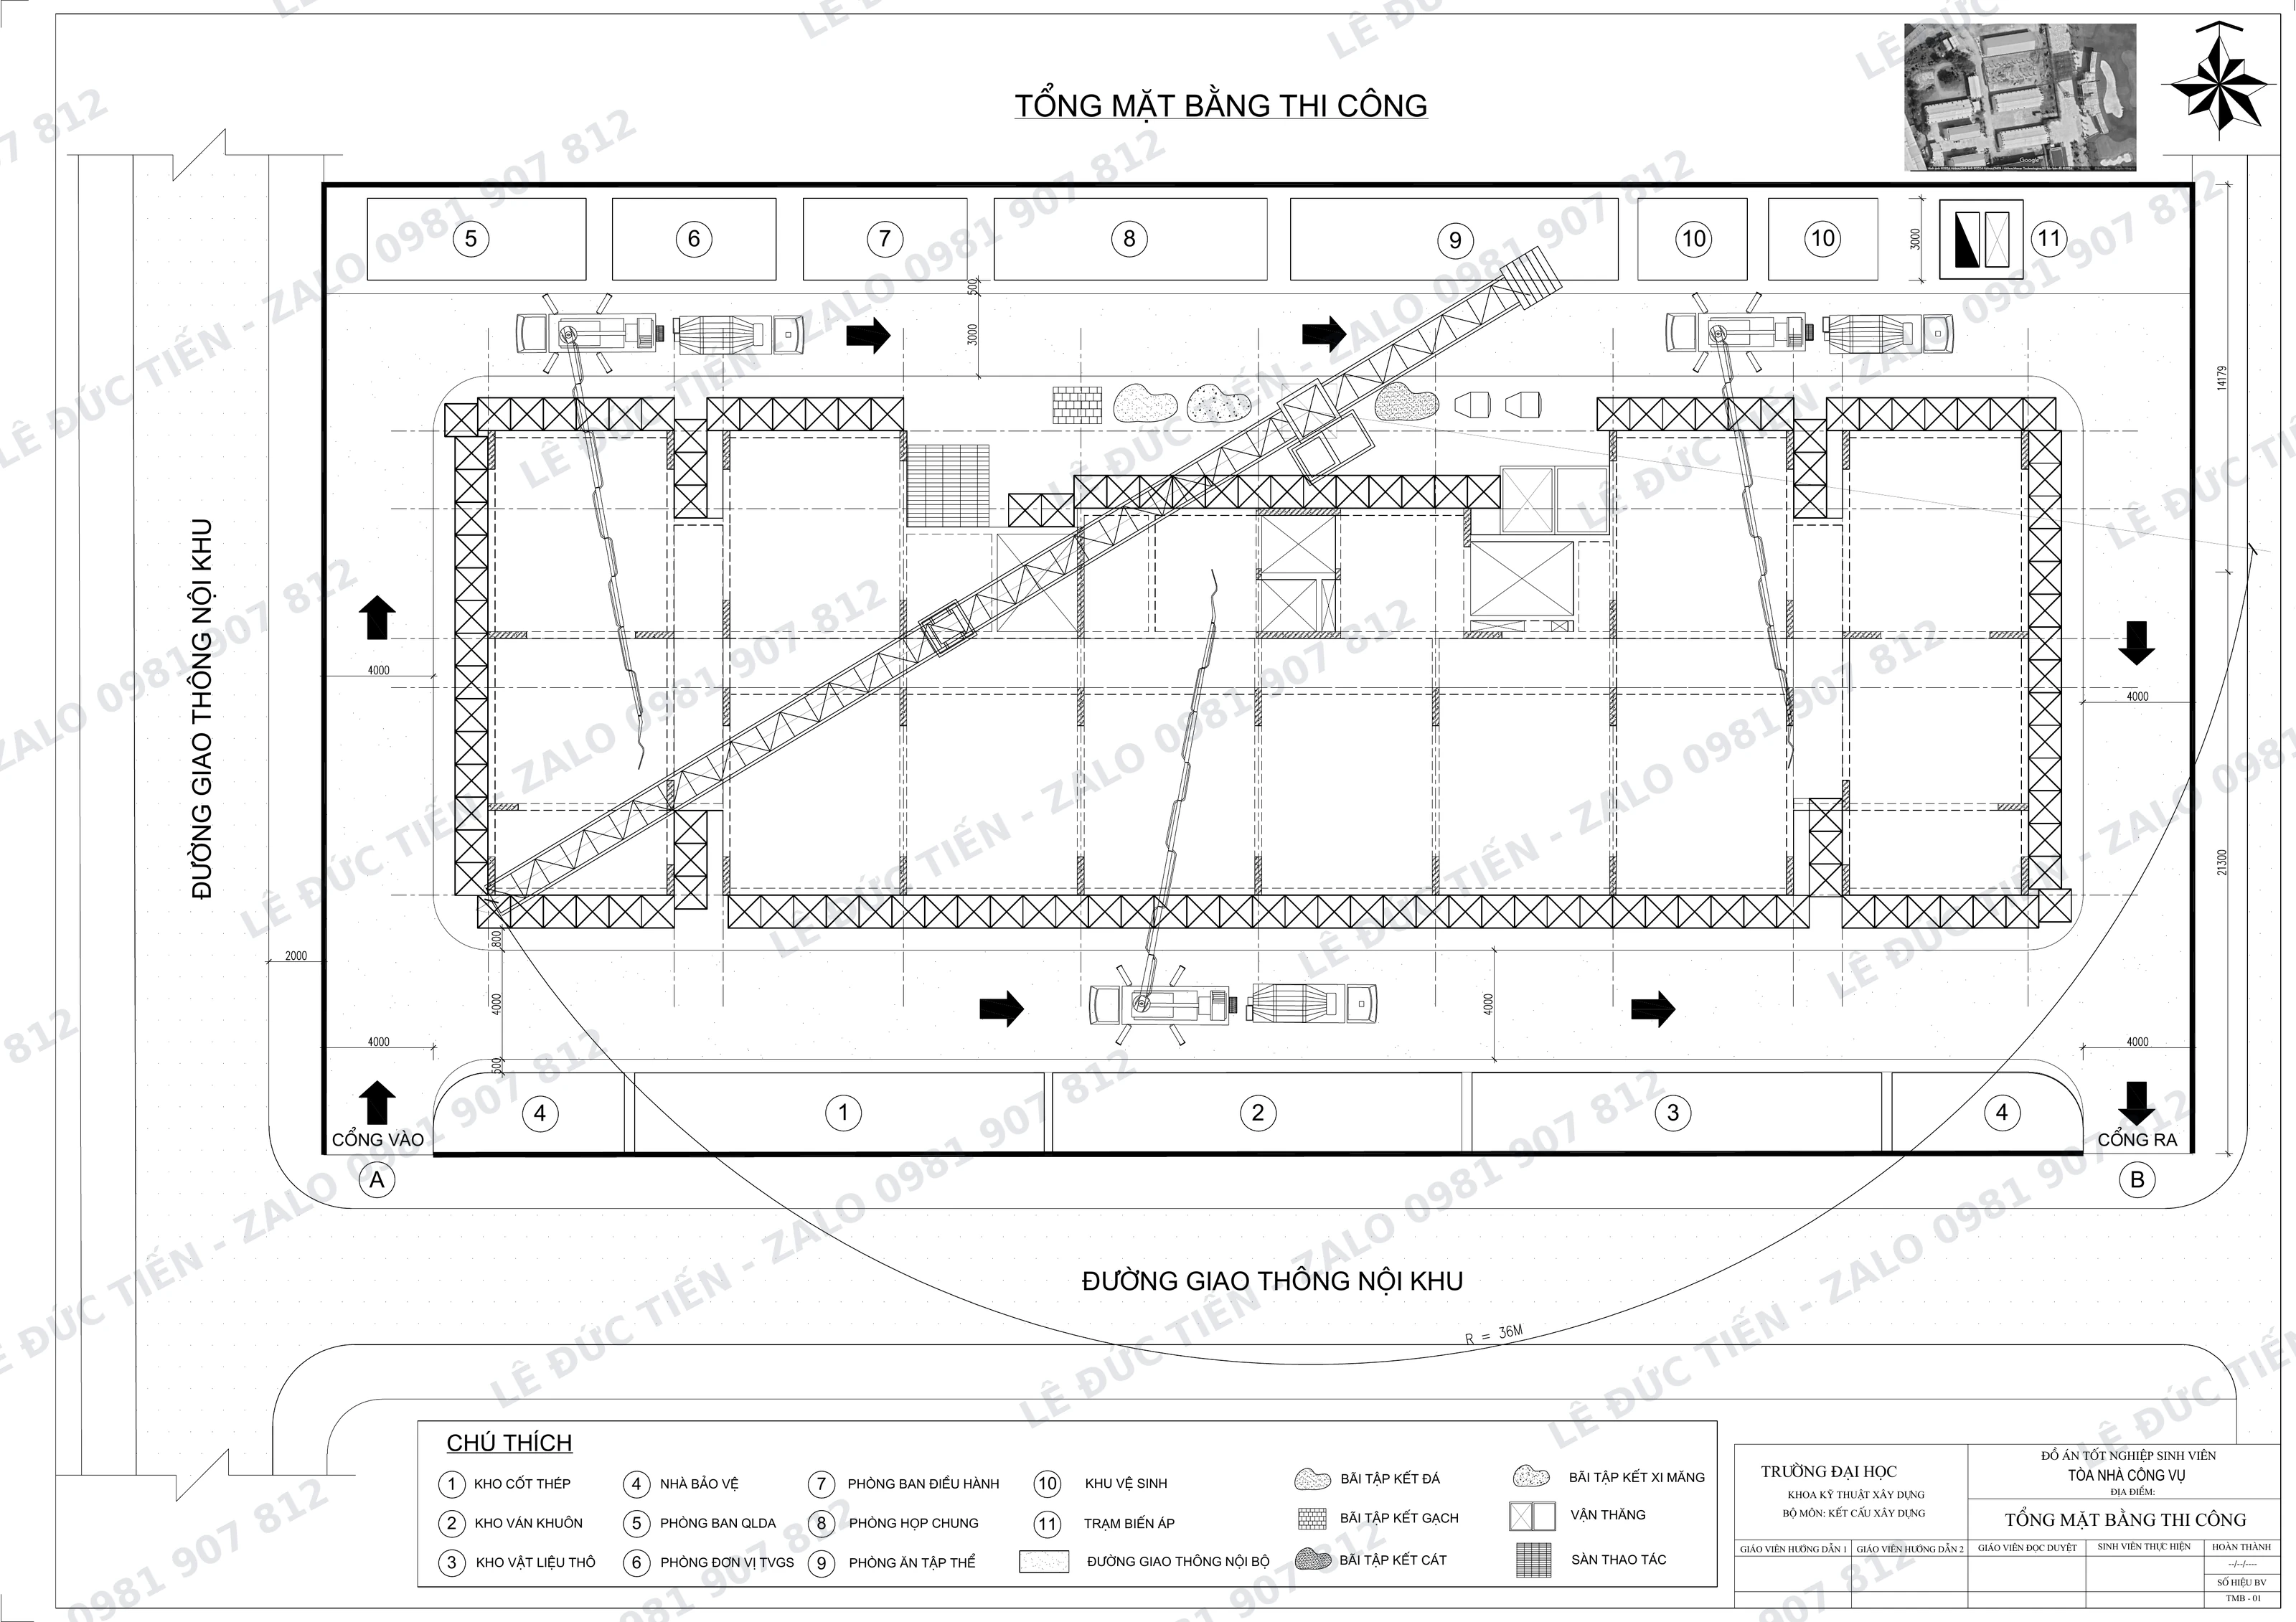 TỔNG MẶT BẰNG THI CÔNG
Google
5
6
7
8
9
10
10
11
3000
500
3000
14179
ĐƯỜNG GIAO THÔNG NỘI KHU
4000
4000
21300
2000
800
4000
4000
4000
4000
500
4
1
2
3
4
CỔNG VÀO
CỔNG RA
A
B
ĐƯỜNG GIAO THÔNG NỘI KHU
R = 36M
CHÚ THÍCH
1 KHO CỐT THÉP
2 KHO VÁN KHUÔN
3 KHO VẬT LIỆU THÔ
4 NHÀ BẢO VỆ
5 PHÒNG BAN QLDA
6 PHÒNG ĐƠN VỊ TVGS
7 PHÒNG BAN ĐIỀU HÀNH
8 PHÒNG HỌP CHUNG
9 PHÒNG ĂN TẬP THỂ
10 KHU VỆ SINH
11 TRẠM BIẾN ÁP
ĐƯỜNG GIAO THÔNG NỘI BỘ
BÃI TẬP KẾT ĐÁ
BÃI TẬP KẾT GẠCH
BÃI TẬP KẾT CÁT
BÃI TẬP KẾT XI MĂNG
VẬN THĂNG
SÀN THAO TÁC
TRƯỜNG ĐẠI HỌC
KHOA KỸ THUẬT XÂY DỰNG
BỘ MÔN: KẾT CẤU XÂY DỰNG
ĐỒ ÁN TỐT NGHIỆP SINH VIÊN
TÒA NHÀ CÔNG VỤ
ĐỊA ĐIỂM:
TỔNG MẶT BẰNG THI CÔNG
GIÁO VIÊN HƯỚNG DẪN 1
GIÁO VIÊN HƯỚNG DẪN 2
GIÁO VIÊN ĐỌC DUYỆT
SINH VIÊN THỰC HIỆN
HOÀN THÀNH
--/--/----
SỐ HIỆU BV
TMB - 01
LÊ ĐỨC TIẾN - ZALO 0981 907 812